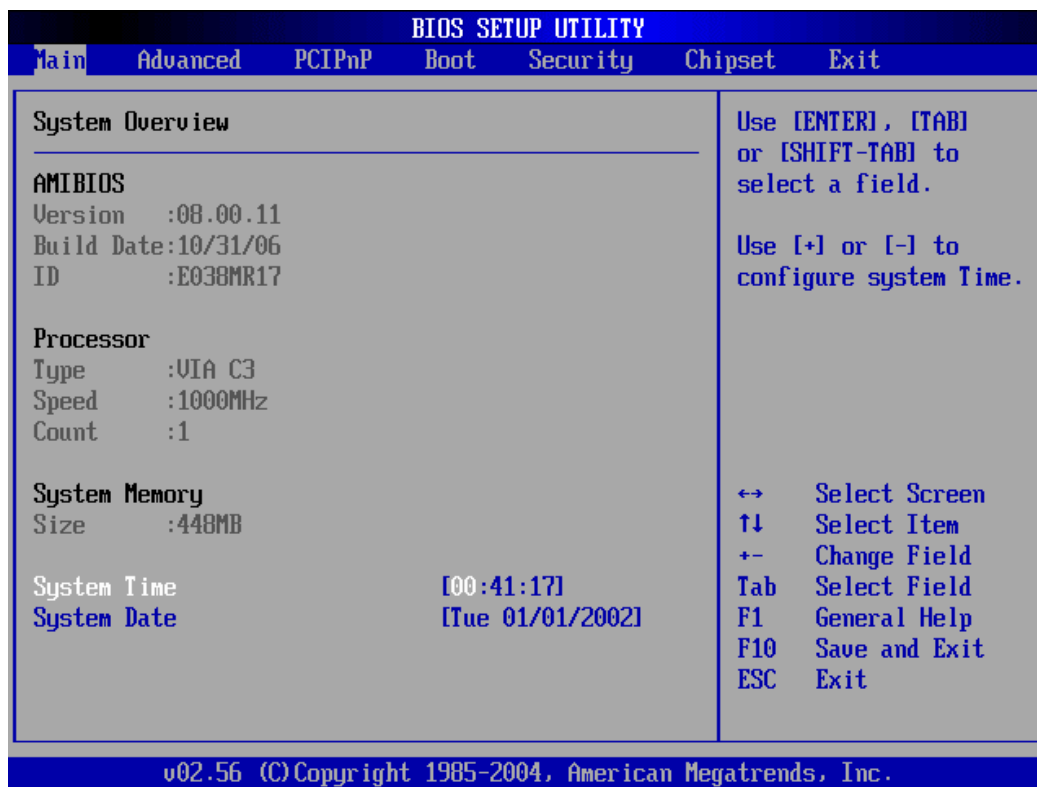 BIOS SETUP UTILITY
Main Advanced PCIPnP Boot Security Chipset Exit
System Overview
AMIBIOS
Version :08.00.11
Build Date:10/31/06
ID :E038MR17
Processor
Type :VIA C3
Speed :1000MHz
Count :1
System Memory
Size :448MB
System Time [00:41:17]
System Date [Tue 01/01/2002]
Use [ENTER], [TAB]
or [SHIFT-TAB] to
select a field.
Use [+] or [-] to
configure system Time.
←→ Select Screen
↑↓ Select Item
+- Change Field
Tab Select Field
F1 General Help
F10 Save and Exit
ESC Exit
v02.56 (C)Copyright 1985-2004, American Megatrends, Inc.